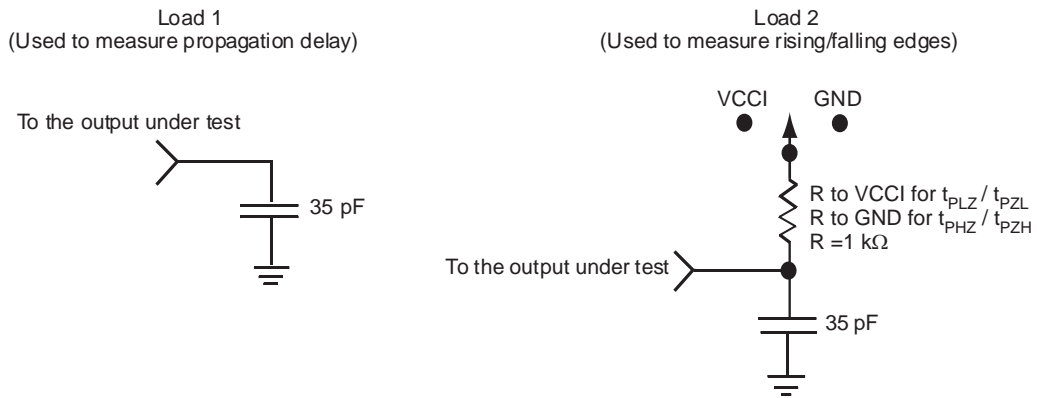 Load 1
(Used to measure propagation delay)
To the output under test
35 pF
Load 2
(Used to measure rising/falling edges)
VCCI
GND
R to VCCI for tPLZ / tPZL
R to GND for tPHZ / tPZH
R =1 kΩ
To the output under test
35 pF